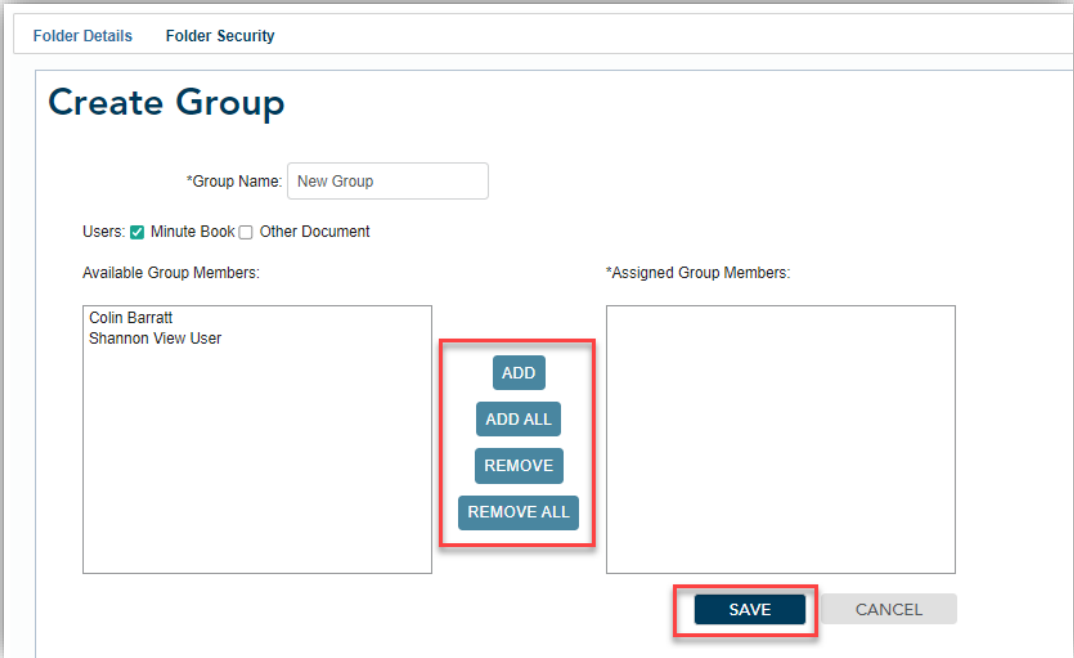 Folder Details Folder Security
Create Group
*Group Name: New Group
Users: Minute Book Other Document
Available Group Members: *Assigned Group Members:
Colin Barratt
Shannon View User
ADD
ADD ALL
REMOVE
REMOVE ALL
SAVE CANCEL